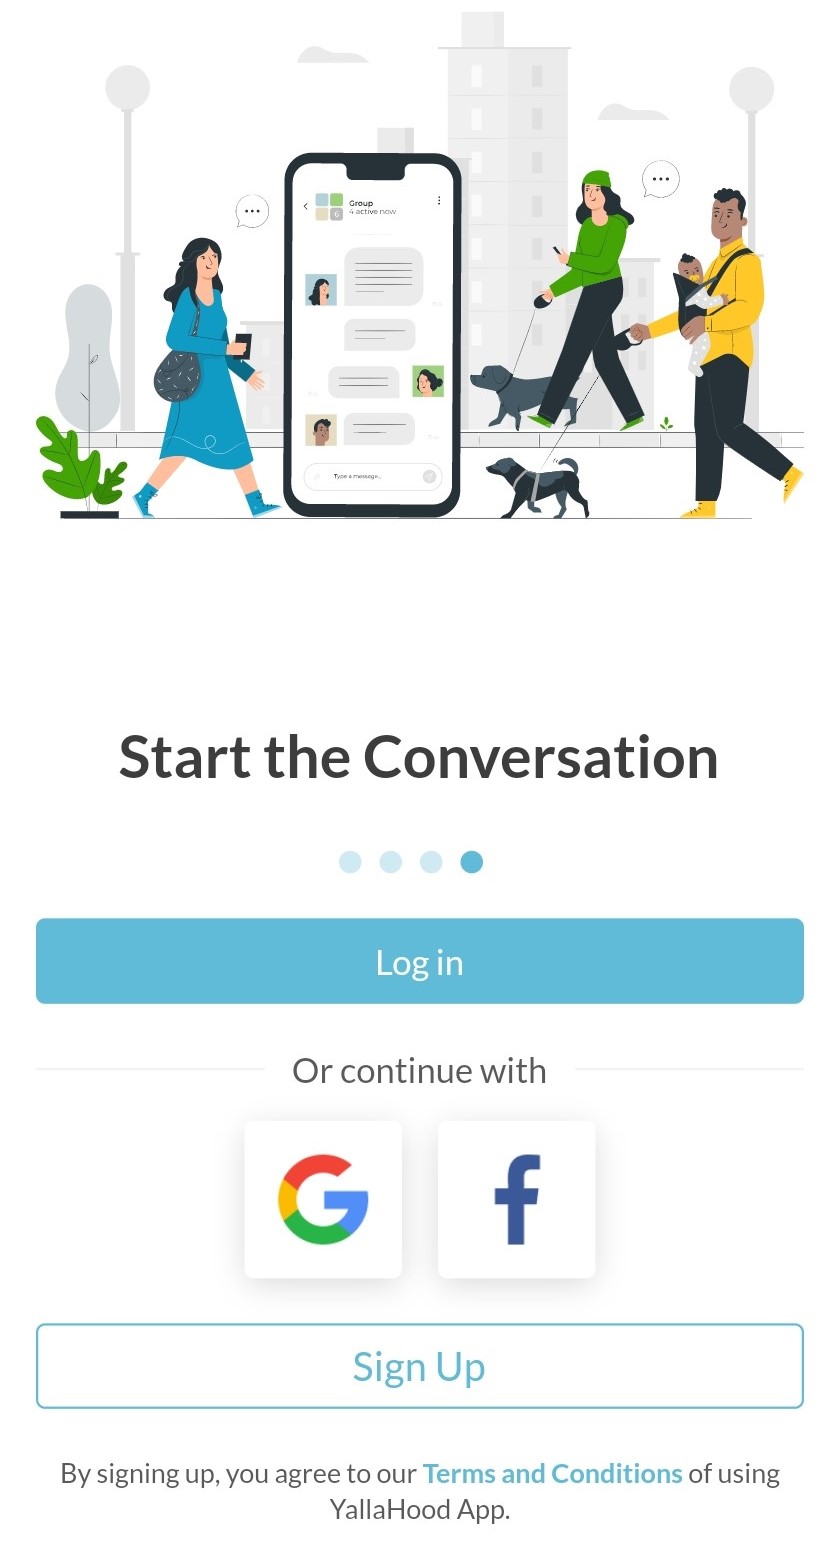 Group
4 active now
6
Type a message...
Start the Conversation
Log in
Or continue with
Sign Up
By signing up, you agree to our Terms and Conditions of using
YallaHood App.